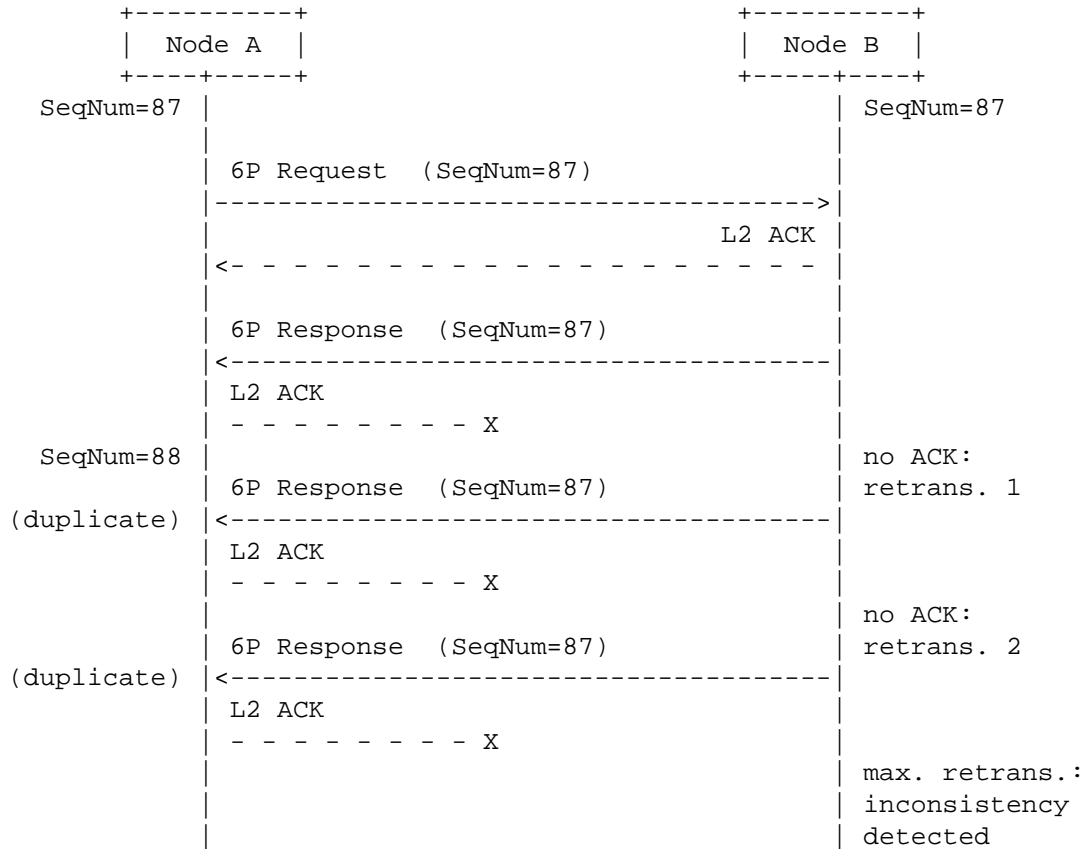 Node A Node B
SeqNum=87 SeqNum=87
6P Request (SeqNum=87)
L2 ACK
6P Response (SeqNum=87)
L2 ACK
X
SeqNum=88 no ACK:
6P Response (SeqNum=87) retrans. 1
(duplicate)
L2 ACK
X
no ACK:
6P Response (SeqNum=87) retrans. 2
(duplicate)
L2 ACK
X
max. retrans.:
inconsistency
detected